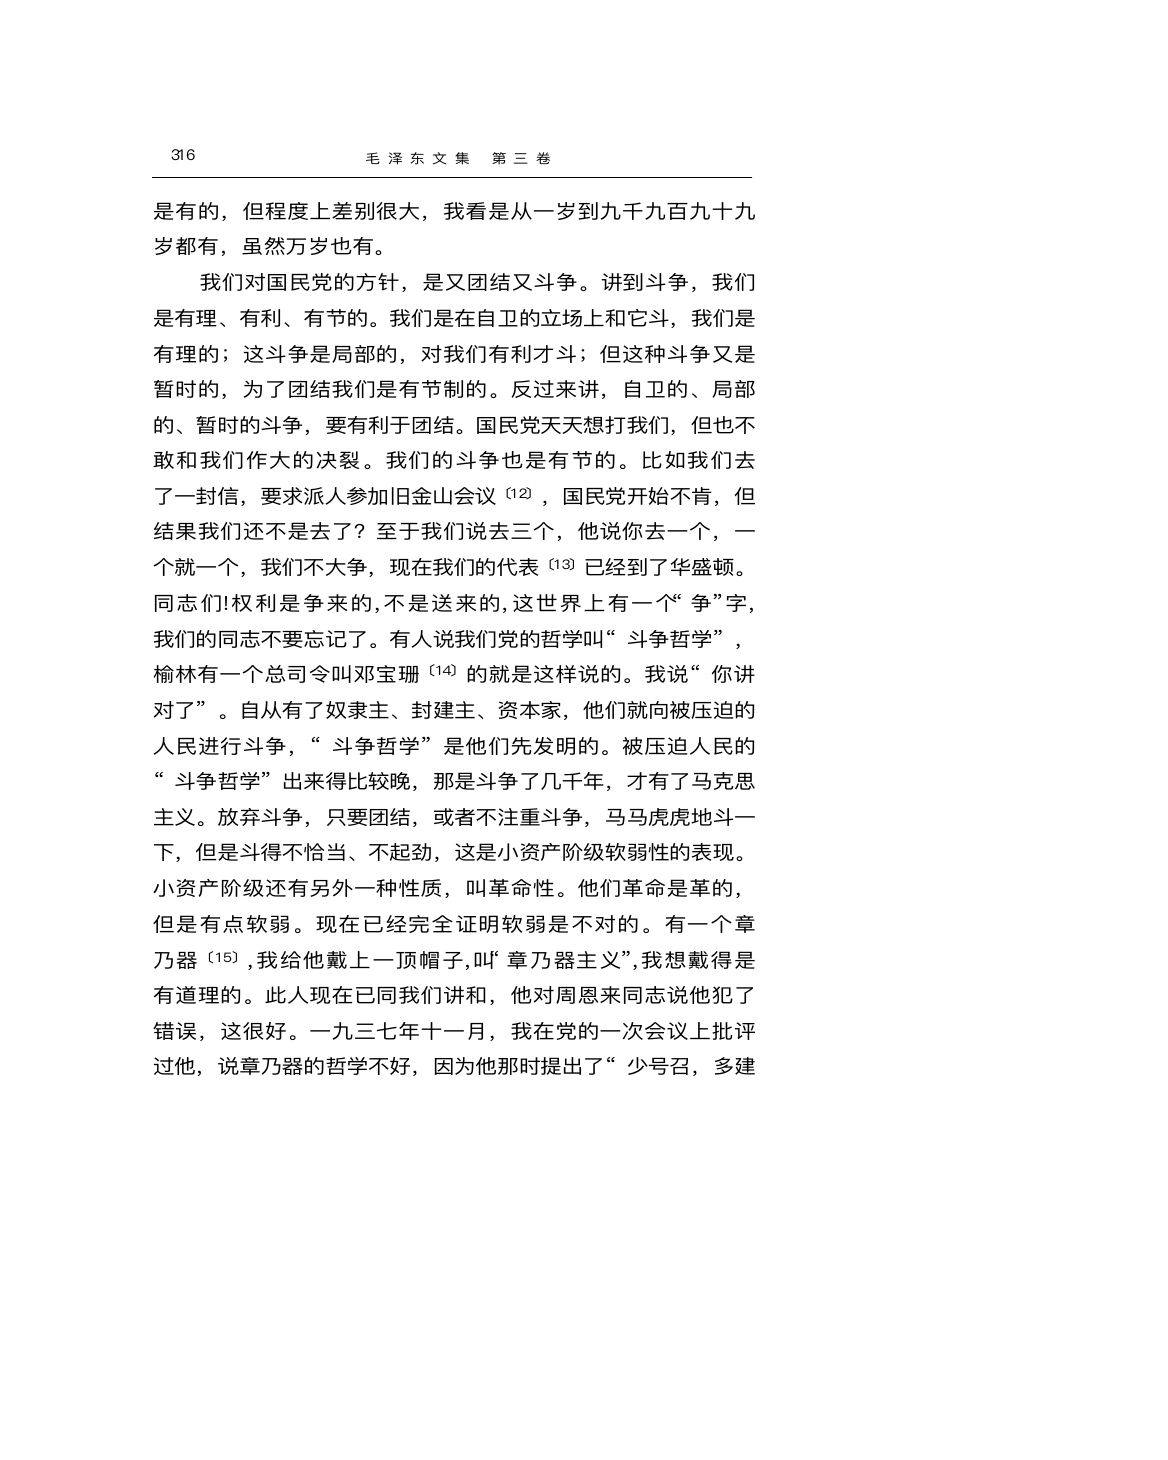 316
毛泽东文集 第三卷
是有的，但程度上差别很大，我看是从一岁到九千九百九十九
岁都有，虽然万岁也有。
我们对国民党的方针，是又团结又斗争。讲到斗争，我们
是有理、有利、有节的。我们是在自卫的立场上和它斗，我们是
有理的；这斗争是局部的，对我们有利才斗；但这种斗争又是
暂时的，为了团结我们是有节制的。反过来讲，自卫的、局部
的、暂时的斗争，要有利于团结。国民党天天想打我们，但也不
敢和我们作大的决裂。我们的斗争也是有节的。比如我们去
了一封信，要求派人参加旧金山会议〔12〕，国民党开始不肯，但
结果我们还不是去了？至于我们说去三个，他说你去一个，一
个就一个，我们不大争，现在我们的代表〔13〕已经到了华盛顿。
同志们!权利是争来的,不是送来的,这世界上有一个“争”字,
我们的同志不要忘记了。有人说我们党的哲学叫“斗争哲学”，
榆林有一个总司令叫邓宝珊〔14〕的就是这样说的。我说“你讲
对了”。自从有了奴隶主、封建主、资本家，他们就向被压迫的
人民进行斗争，“斗争哲学”是他们先发明的。被压迫人民的
“斗争哲学”出来得比较晚，那是斗争了几千年，才有了马克思
主义。放弃斗争，只要团结，或者不注重斗争，马马虎虎地斗一
下，但是斗得不恰当、不起劲，这是小资产阶级软弱性的表现。
小资产阶级还有另外一种性质，叫革命性。他们革命是革的，
但是有点软弱。现在已经完全证明软弱是不对的。有一个章
乃器〔15〕,我给他戴上一顶帽子,叫“章乃器主义”,我想戴得是
有道理的。此人现在已同我们讲和，他对周恩来同志说他犯了
错误，这很好。一九三七年十一月，我在党的一次会议上批评
过他，说章乃器的哲学不好，因为他那时提出了“少号召，多建